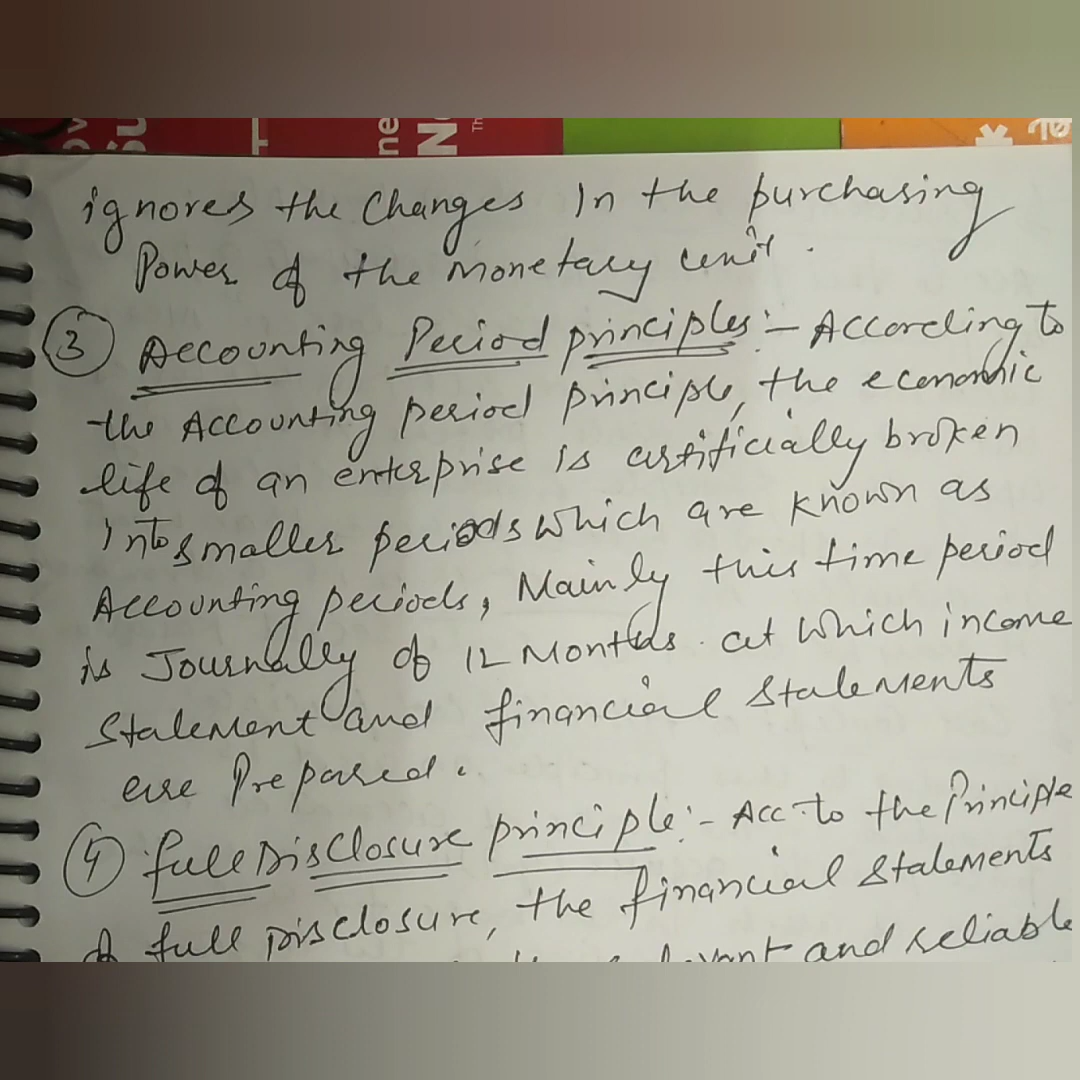 ignores the Changes In the purchasing
Power of the Monetary unit.
3 Accounting Period principles :- According to
the Accounting period principle, the economic
life of an enterprise is artificially broken
into smaller periods which are known as
Accounting periods, Mainly this time period
is Journally of 12 Months. at which income
Statement and financial Statements
are Prepared.
4 full Disclosure principle :- Acc. to the Principle
of full Disclosure, the financial Statements
and reliable
ne
N
Th
T